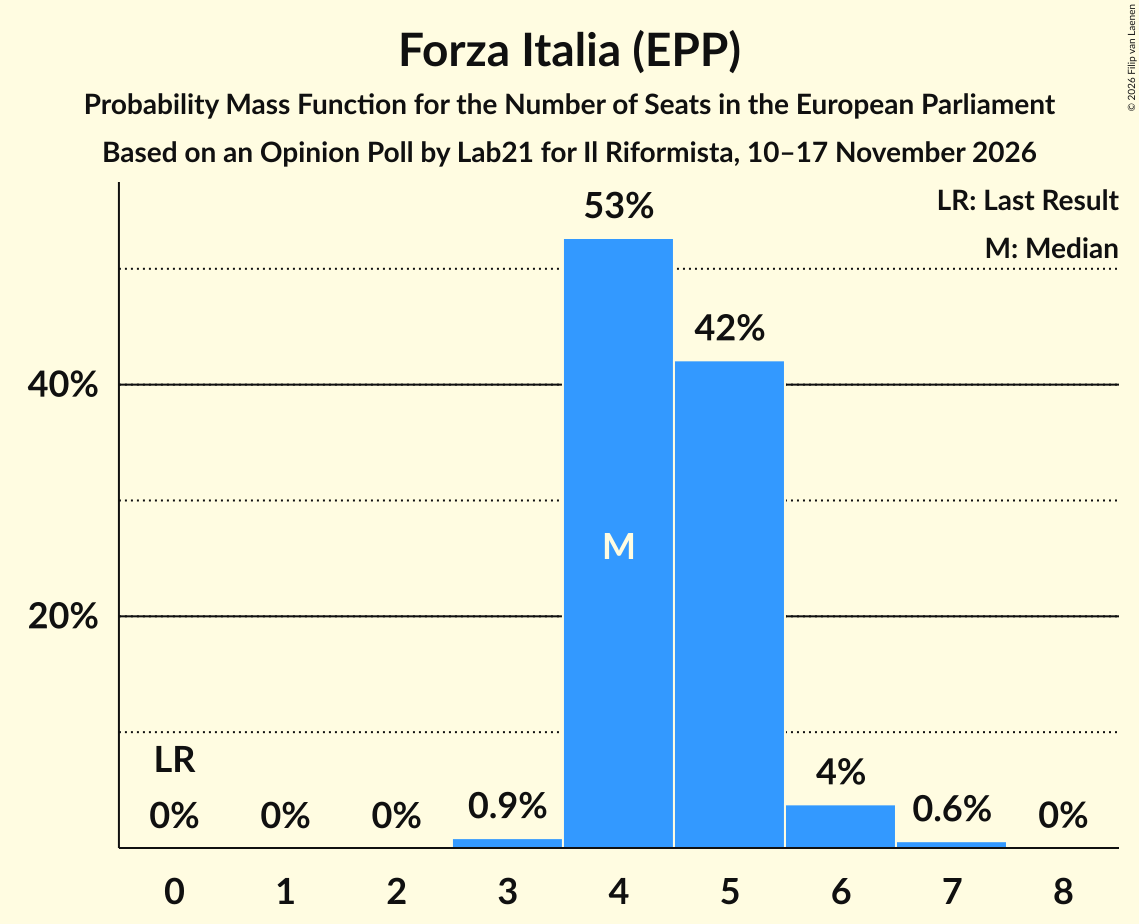 Forza Italia (EPP)
Probability Mass Function for the Number of Seats in the European Parliament
Based on an Opinion Poll by Lab21 for Il Riformista, 10–17 November 2026
© 2026 Filip van Laenen
LR: Last Result
M: Median
53%
42%
40%
M
20%
LR
0%
0%
0%
0.9%
4%
0.6%
0%
0
1
2
3
4
5
6
7
8